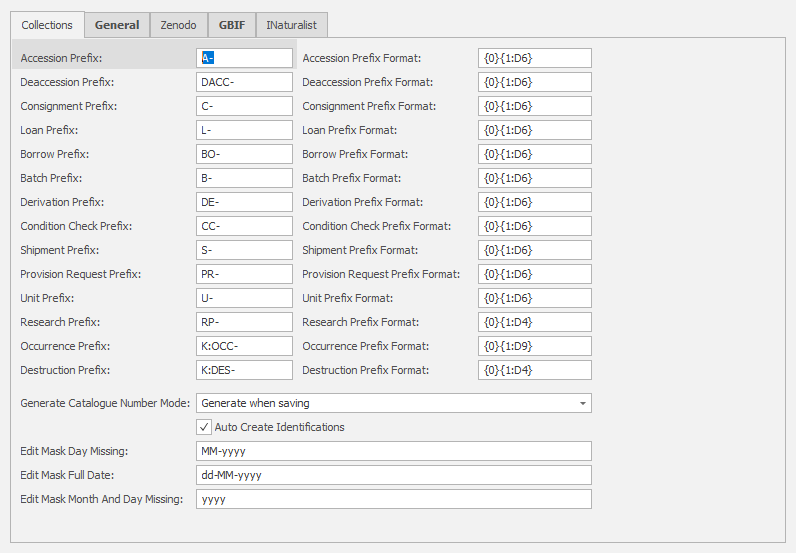 Collections General Zenodo GBIF INaturalist
Accession Prefix: A- Accession Prefix Format: {0}{1:D6}
Deaccession Prefix: DACC- Deaccession Prefix Format: {0}{1:D6}
Consignment Prefix: C- Consignment Prefix Format: {0}{1:D6}
Loan Prefix: L- Loan Prefix Format: {0}{1:D6}
Borrow Prefix: BO- Borrow Prefix Format: {0}{1:D6}
Batch Prefix: B- Batch Prefix Format: {0}{1:D6}
Derivation Prefix: DE- Derivation Prefix Format: {0}{1:D6}
Condition Check Prefix: CC- Condition Check Prefix Format: {0}{1:D6}
Shipment Prefix: S- Shipment Prefix Format: {0}{1:D6}
Provision Request Prefix: PR- Provision Request Prefix Format: {0}{1:D6}
Unit Prefix: U- Unit Prefix Format: {0}{1:D6}
Research Prefix: RP- Research Prefix Format: {0}{1:D4}
Occurrence Prefix: K:OCC- Occurrence Prefix Format: {0}{1:D9}
Destruction Prefix: K:DES- Destruction Prefix Format: {0}{1:D4}
Generate Catalogue Number Mode: Generate when saving
Auto Create Identifications
Edit Mask Day Missing: MM-yyyy
Edit Mask Full Date: dd-MM-yyyy
Edit Mask Month And Day Missing: yyyy